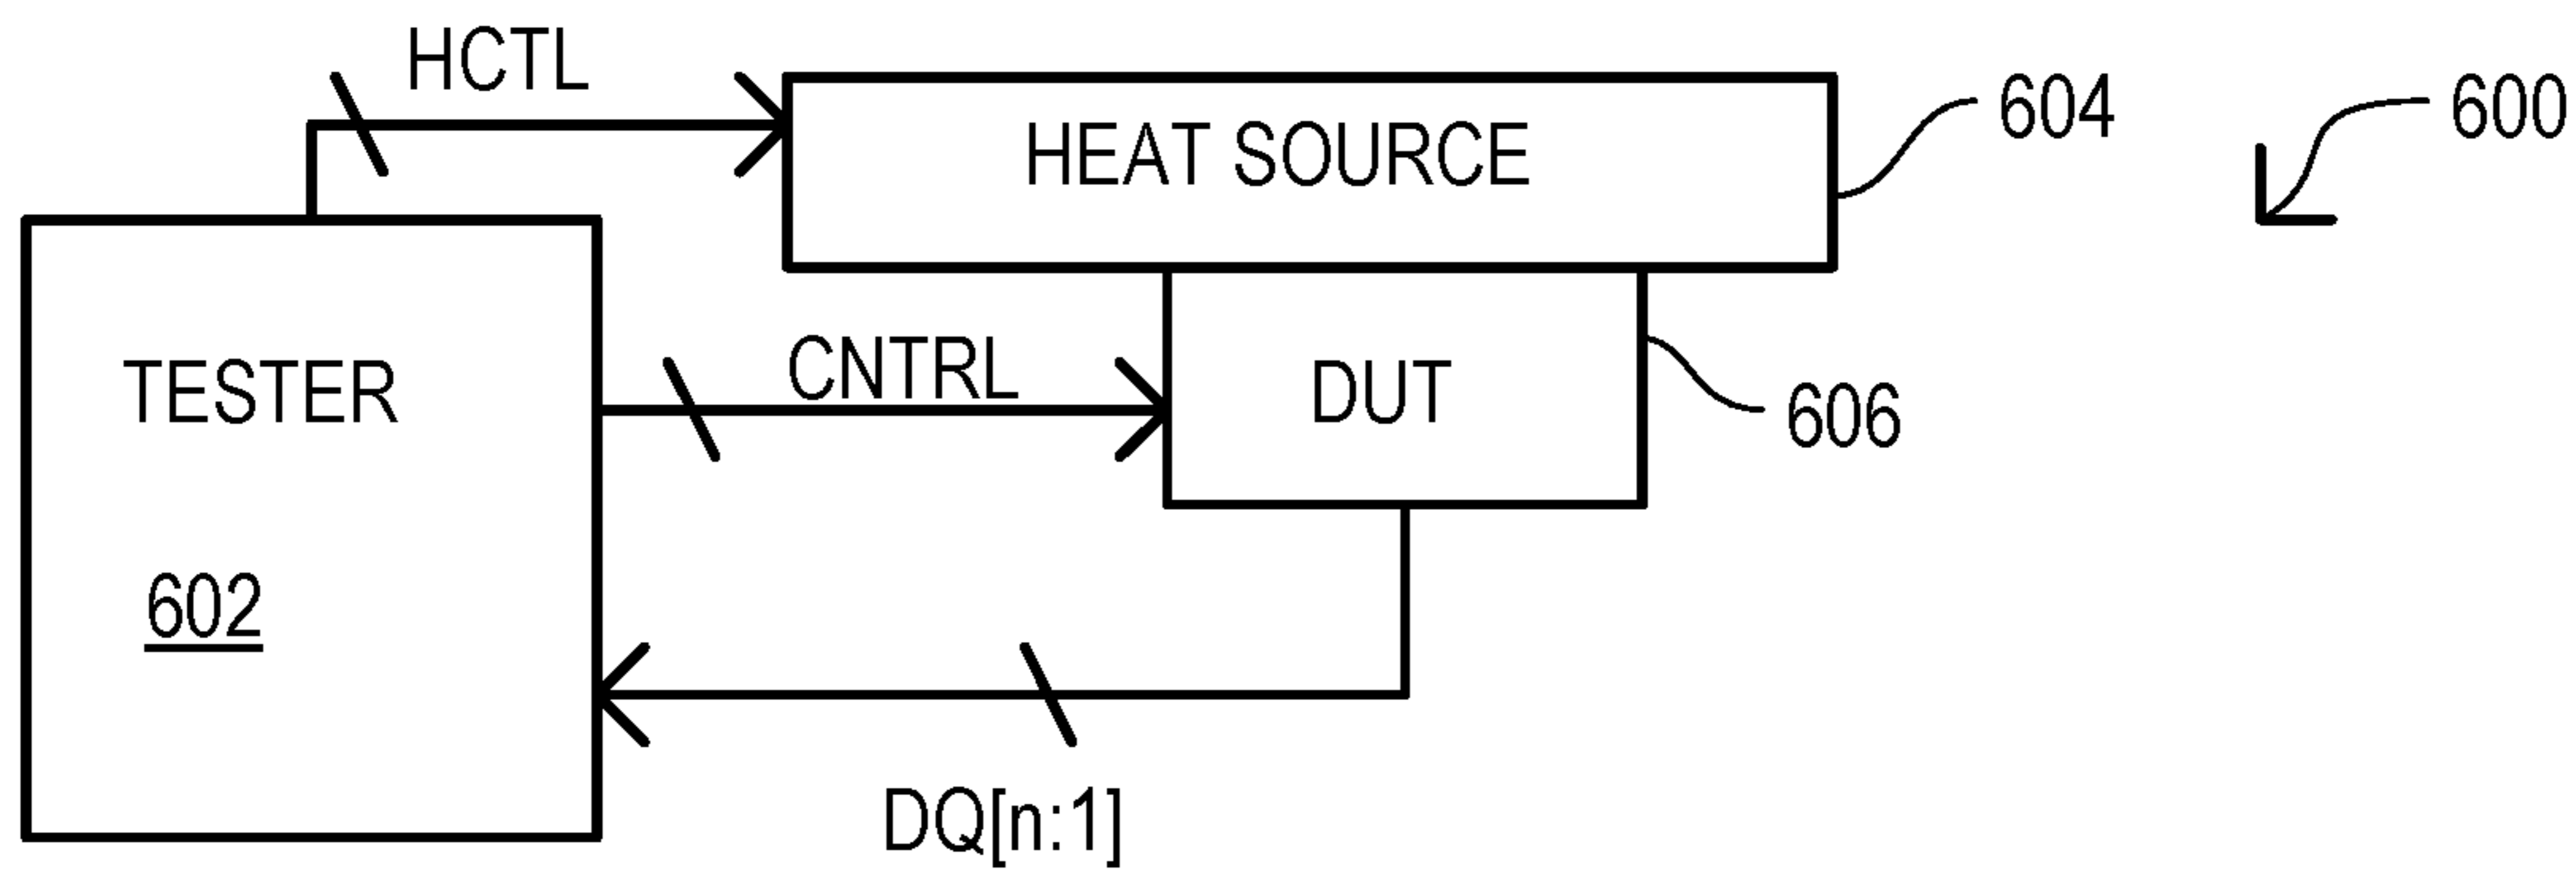 HCTL
HEAT SOURCE
604
600
TESTER
CNTRL
DUT
606
602
DQ[n:1]